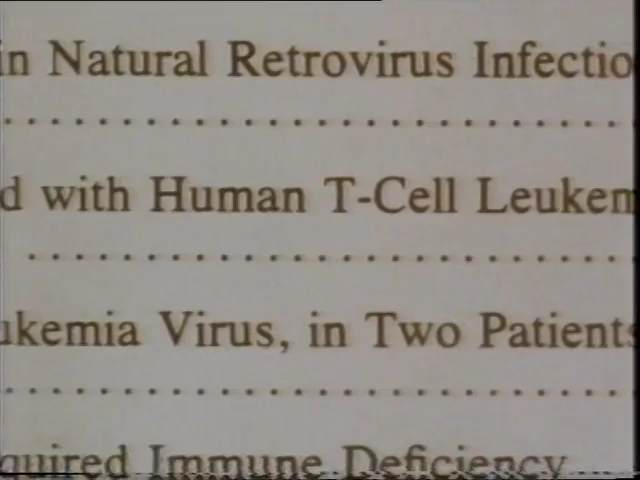 in Natural Retrovirus Infectio
............................
d with Human T-Cell Leukem
..........................
ukemia Virus, in Two Patients
............................
quired Immune Deficiency ...